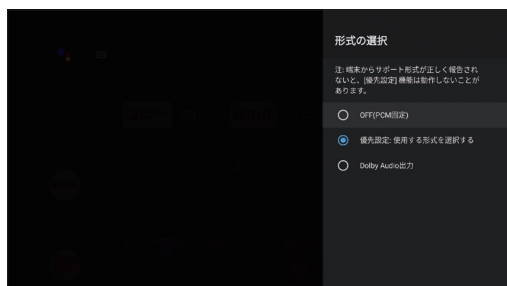 形式の選択
注: 端末からサポート形式が正しく報告され
ないと、[優先設定] 機能は動作しないことが
あります。
OFF(PCM固定)
優先設定: 使用する形式を選択する
Dolby Audio出力